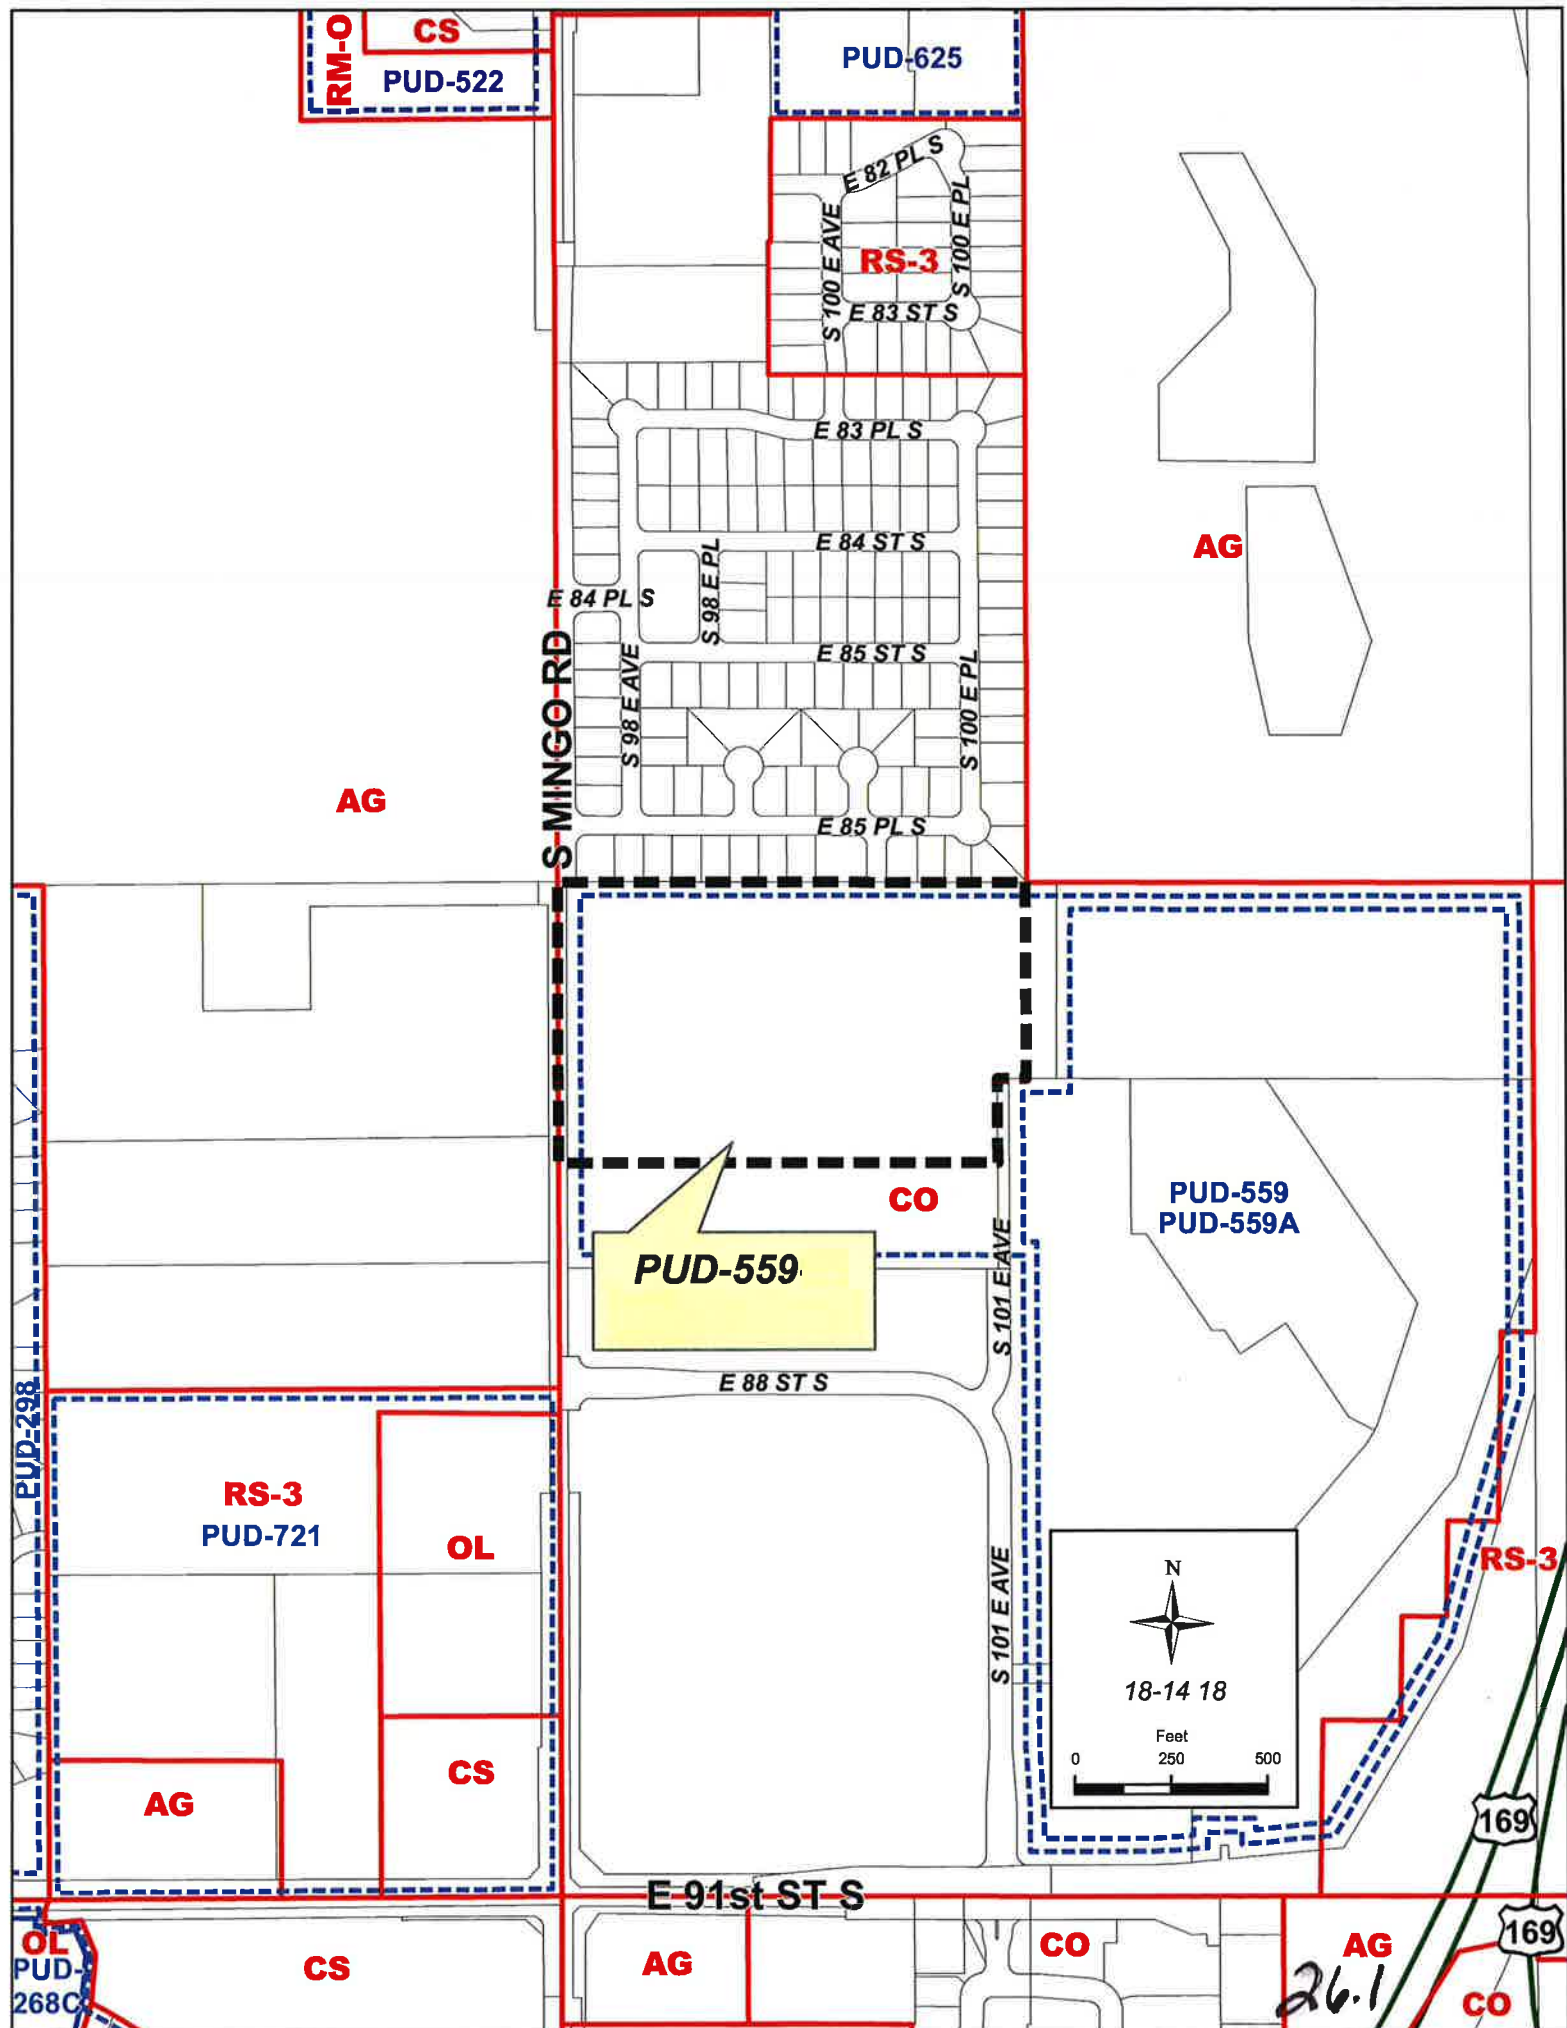 RM-O
CS
PUD-522
PUD-625
E 82 PL S
S 100 E AVE
S 100 E PL
RS-3
E 83 ST S
E 83 PL S
E 84 ST S
S 98 E PL
E 84 PL S
E 85 ST S
S MINGO RD
S 98 E AVE
S 100 E PL
E 85 PL S
AG
AG
CO
PUD-559
PUD-559A
PUD-559
S 101 E AVE
E 88 ST S
PUD-298
RS-3
PUD-721
OL
S 101 E AVE
RS-3
N
18-14 18
Feet
0 250 500
CS
AG
169
E 91st ST S
OL
PUD-
268C
CS
AG
CO
AG
169
CO
26.1